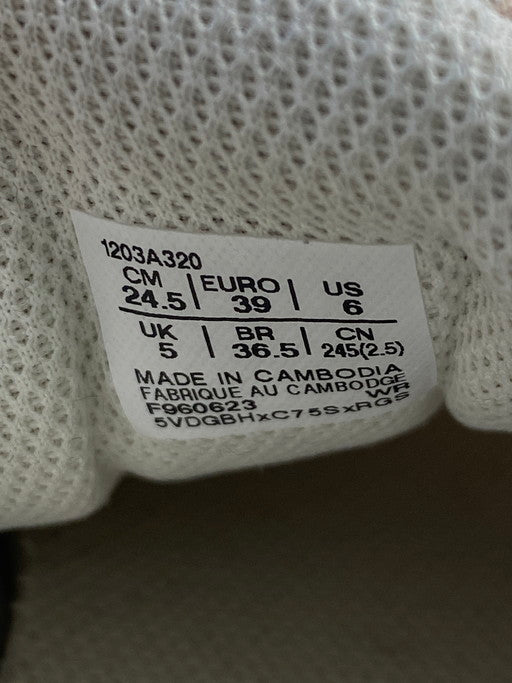 1203A320
CM 24.5 | EURO 39 | US 6
UK 5 | BR 36.5 | CN 245(2.5)
MADE IN CAMBODIA
FABRIQUE AU CAMBODGE
F960623 WR
5VDGBHxC75SxRGS